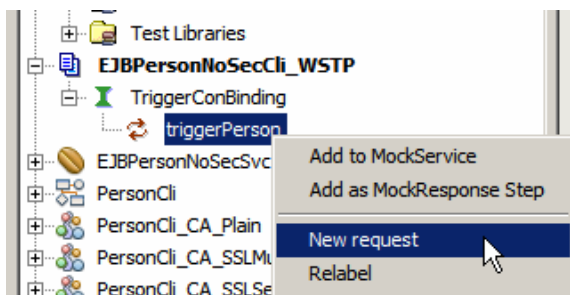 Test Libraries
EJBPersonNoSecCli_WSTP
TriggerConBinding
triggerPerson
Add to MockService
EJBPersonNoSecSvc
Add as MockResponse Step
PersonCli
New request
PersonCli_CA_Plain
PersonCli_CA_SSLMu
Relabel
PersonCli_CA_SSLSe